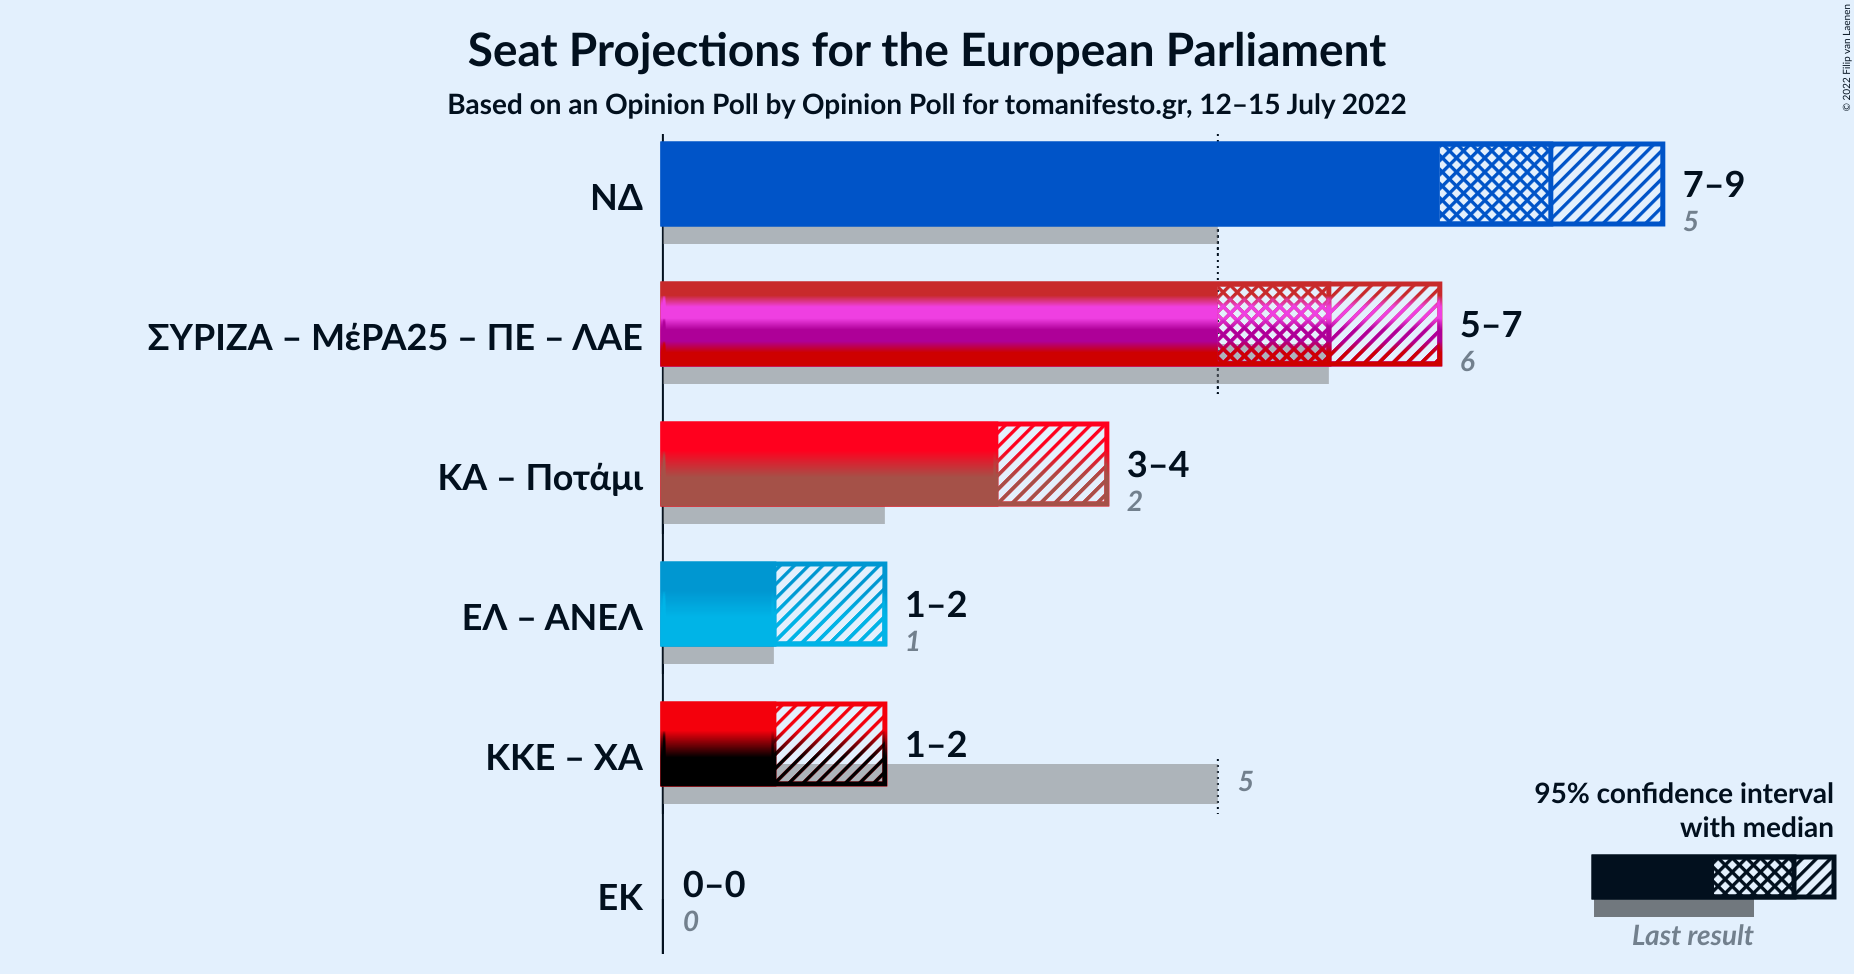 Seat Projections for the European Parliament
Based on an Opinion Poll by Opinion Poll for tomanifesto.gr, 12–15 July 2022
© 2022 Filip van Laenen
ΝΔ
7–9
5
ΣΥΡΙΖΑ – ΜέΡΑ25 – ΠΕ – ΛΑΕ
5–7
6
ΚΑ – Ποτάμι
3–4
2
ΕΛ – ΑΝΕΛ
1–2
1
ΚΚΕ – ΧΑ
1–2
5
ΕΚ
0–0
0
95% confidence interval
with median
Last result